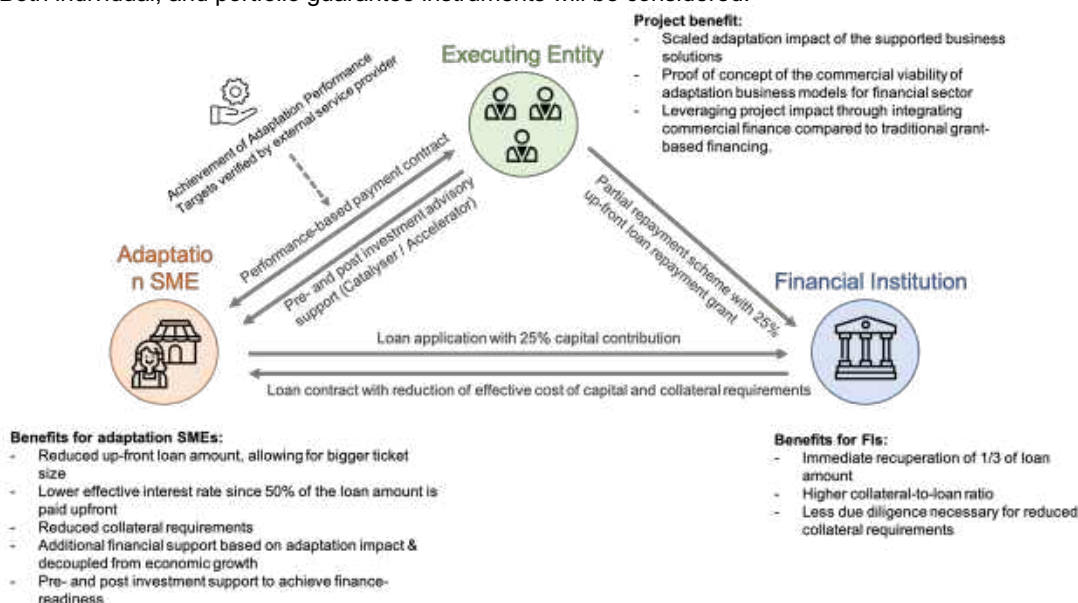 Both individual, and portfolio guarantee instruments will be considered.
Project benefit:
- Scaled adaptation impact of the supported business
solutions
- Proof of concept of the commercial viability of
adaptation business models for financial sector
- Leveraging project impact through integrating
commercial finance compared to traditional grant-
based financing.
Executing Entity
Achievement of Adaptation Performance
Targets verified by external service provider
Performance-based payment contract
Pre- and post investment advisory
support (Catalyser / Accelerator)
Partial repayment scheme with 25%
up-front loan repayment grant
Adaptatio
n SME
Financial Institution
Loan application with 25% capital contribution
Loan contract with reduction of effective cost of capital and collateral requirements
Benefits for adaptation SMEs:
- Reduced up-front loan amount, allowing for bigger ticket
size
- Lower effective interest rate since 50% of the loan amount is
paid upfront
- Reduced collateral requirements
- Additional financial support based on adaptation impact &
decoupled from economic growth
- Pre- and post investment support to achieve finance-
readiness
Benefits for FIs:
- Immediate recuperation of 1/3 of loan
amount
- Higher collateral-to-loan ratio
- Less due diligence necessary for reduced
collateral requirements